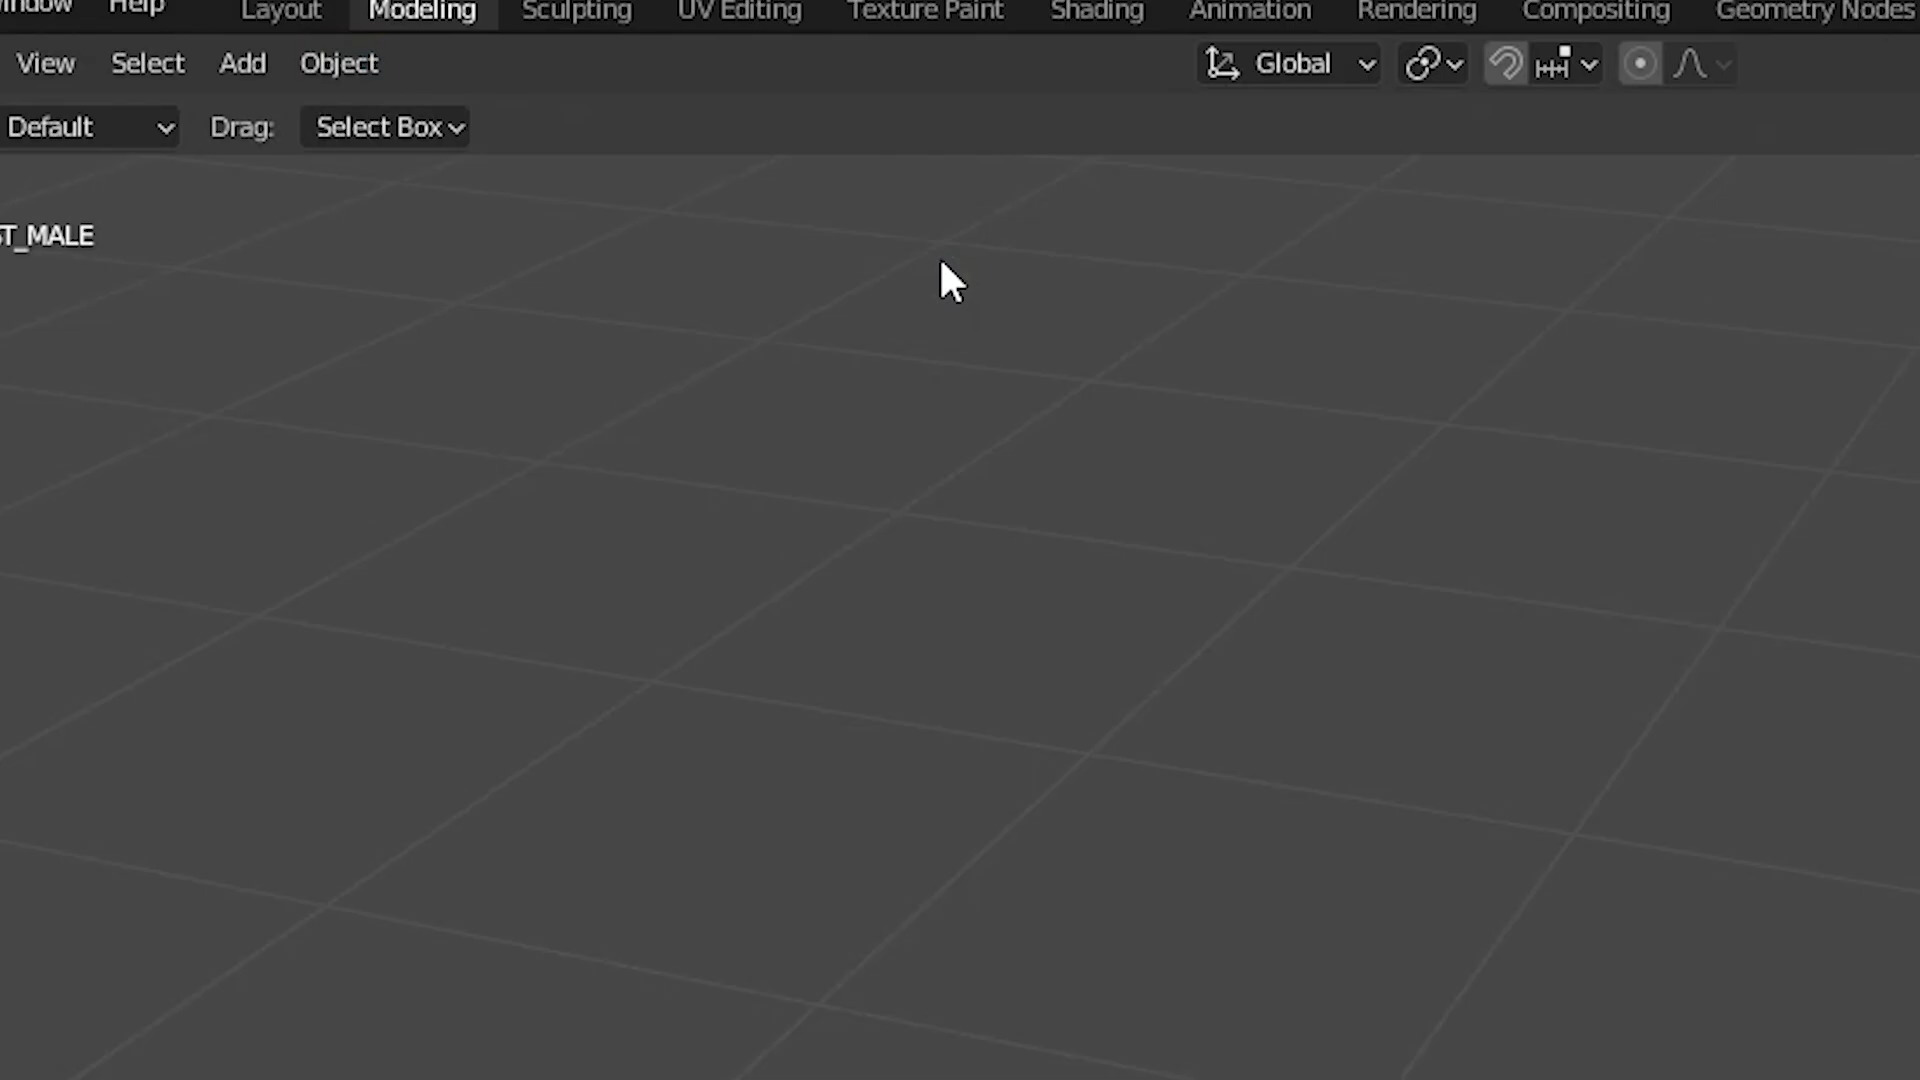 Help Layout Modeling Sculpting UV Editing Texture Paint Shading Animation Rendering Compositing Geometry Nodes
View Select Add Object Global
Default Drag: Select Box
T_MALE